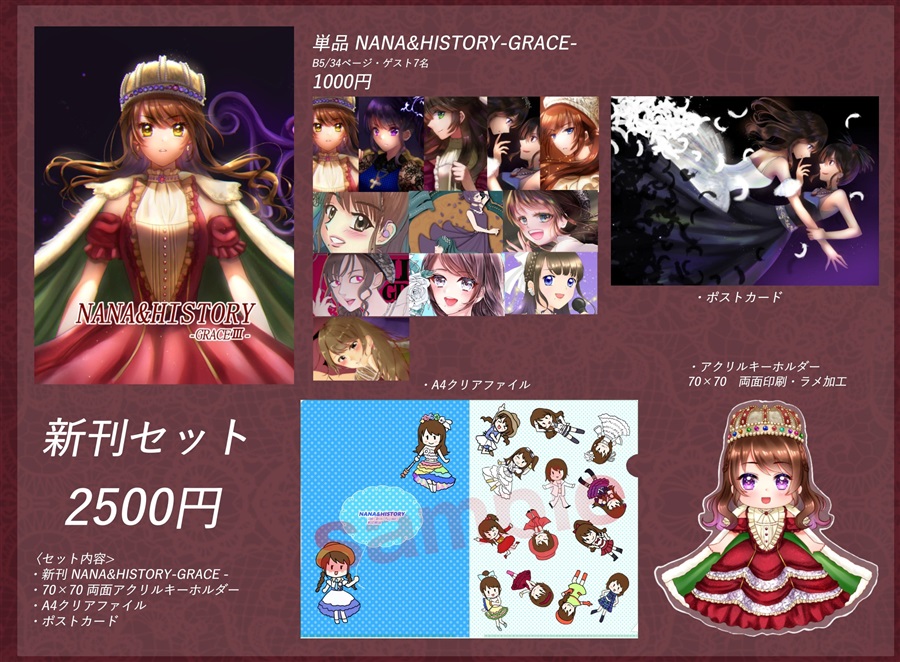 単品 NANA&HISTORY-GRACE-
B5/34ページ・ゲスト7名
1000円
NANA&HISTORY
-GRACEⅢ-
・ポストカード
・A4クリアファイル
・アクリルキーホルダー
70×70　両面印刷・ラメ加工
新刊セット
2500円
NANA&HISTORY
sample
〈セット内容>
・新刊 NANA&HISTORY-GRACE -
・70×70 両面アクリルキーホルダー
・A4クリアファイル
・ポストカード